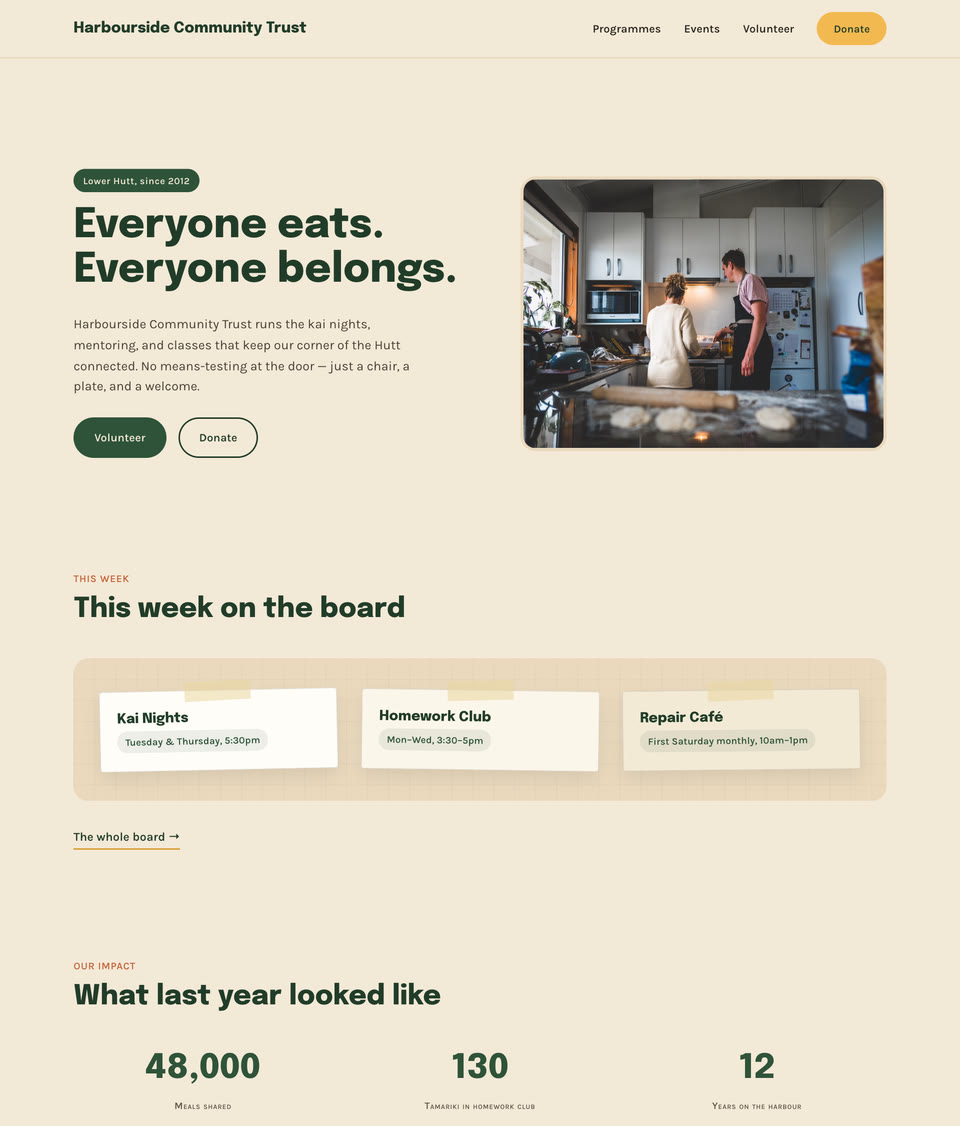 Harbourside Community Trust
Programmes
Events
Volunteer
Donate
Lower Hutt, since 2012
Everyone eats.
Everyone belongs.
Harbourside Community Trust runs the kai nights,
mentoring, and classes that keep our corner of the Hutt
connected. No means-testing at the door — just a chair, a
plate, and a welcome.
Volunteer
Donate
THIS WEEK
This week on the board
Kai Nights
Tuesday & Thursday, 5:30pm
Homework Club
Mon–Wed, 3:30–5pm
Repair Café
First Saturday monthly, 10am–1pm
The whole board →
OUR IMPACT
What last year looked like
48,000
Meals shared
130
Tamariki in homework club
12
Years on the harbour